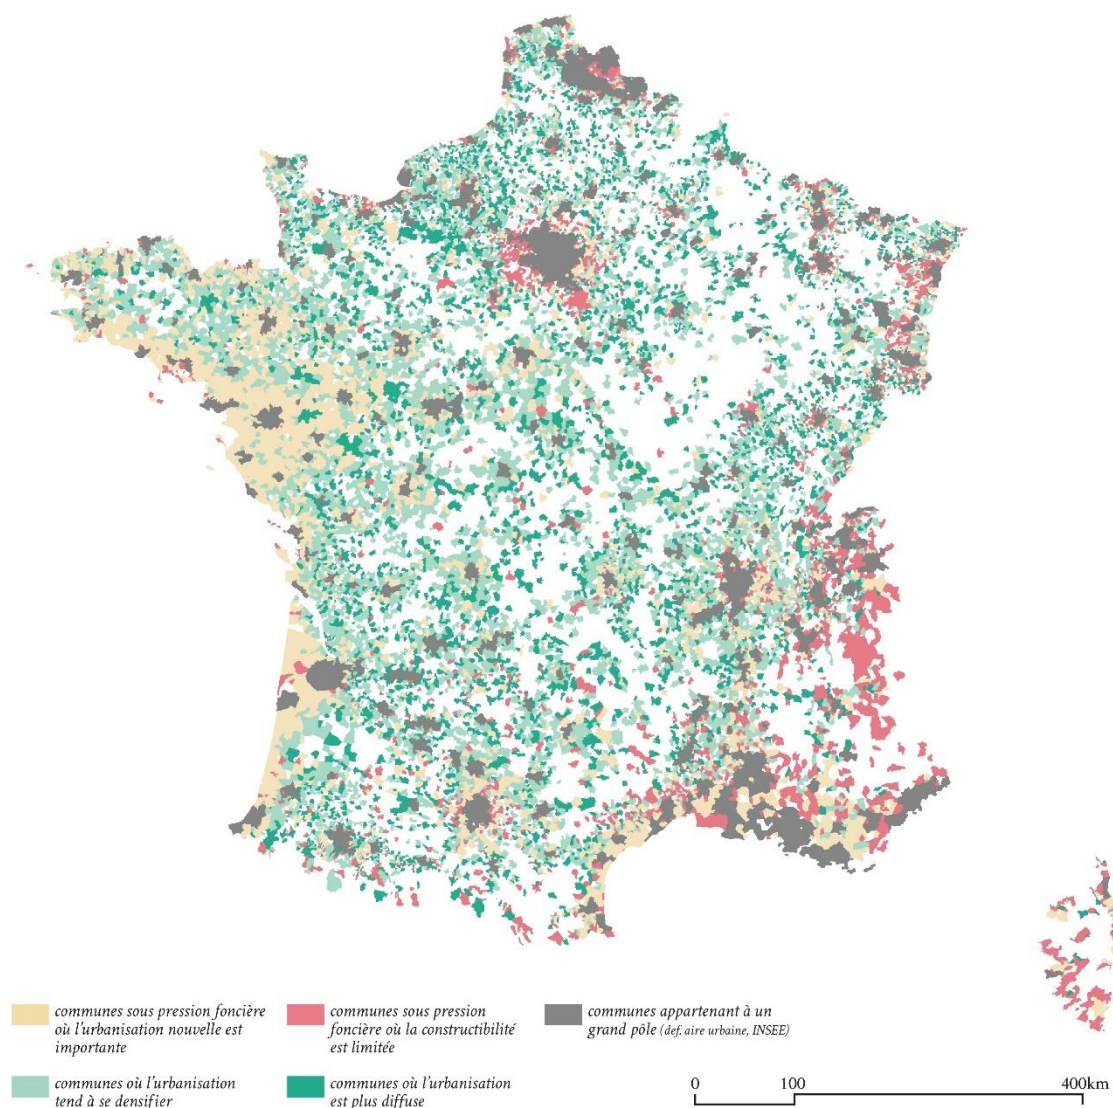 communes sous pression foncière
où l'urbanisation nouvelle est
importante
communes sous pression
foncière où la constructibilité
est limitée
communes appartenant à un
grand pôle (def. aire urbaine, INSEE)
communes où l'urbanisation
tend à se densifier
communes où l'urbanisation
est plus diffuse
0 100 400km